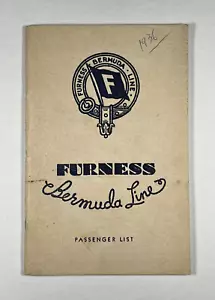 1936
FURNESS · BERMUDA · LINE ·
F
FURNESS
Bermuda Line
PASSENGER LIST